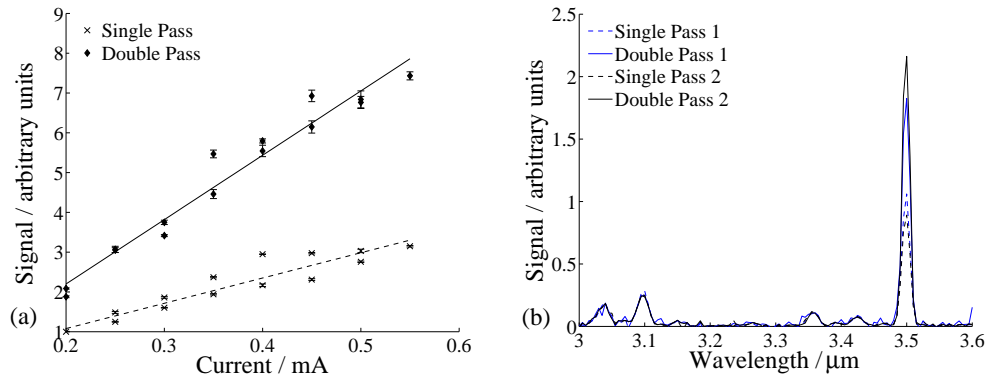 9
8
7
6
5
4
3
2
1
0.2
0.3
0.4
0.5
0.6
Signal / arbitrary units
Current / mA
Single Pass
Double Pass
(a)
2.5
2
1.5
1
0.5
0
3
3.1
3.2
3.3
3.4
3.5
3.6
Signal / arbitrary units
Wavelength / μm
Single Pass 1
Double Pass 1
Single Pass 2
Double Pass 2
(b)